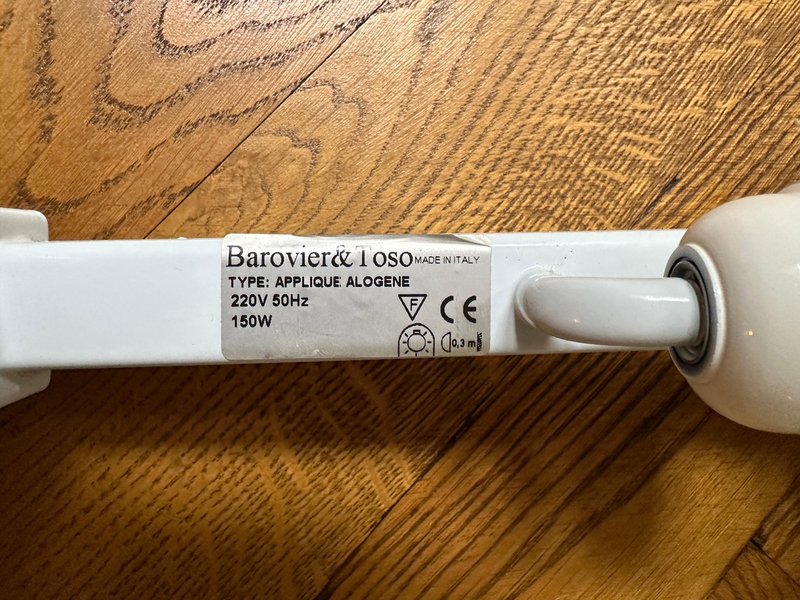 Barovier&Toso MADE IN ITALY
TYPE: APPLIQUE ALOGENE
220V 50Hz
150W
F CE
0,3 m